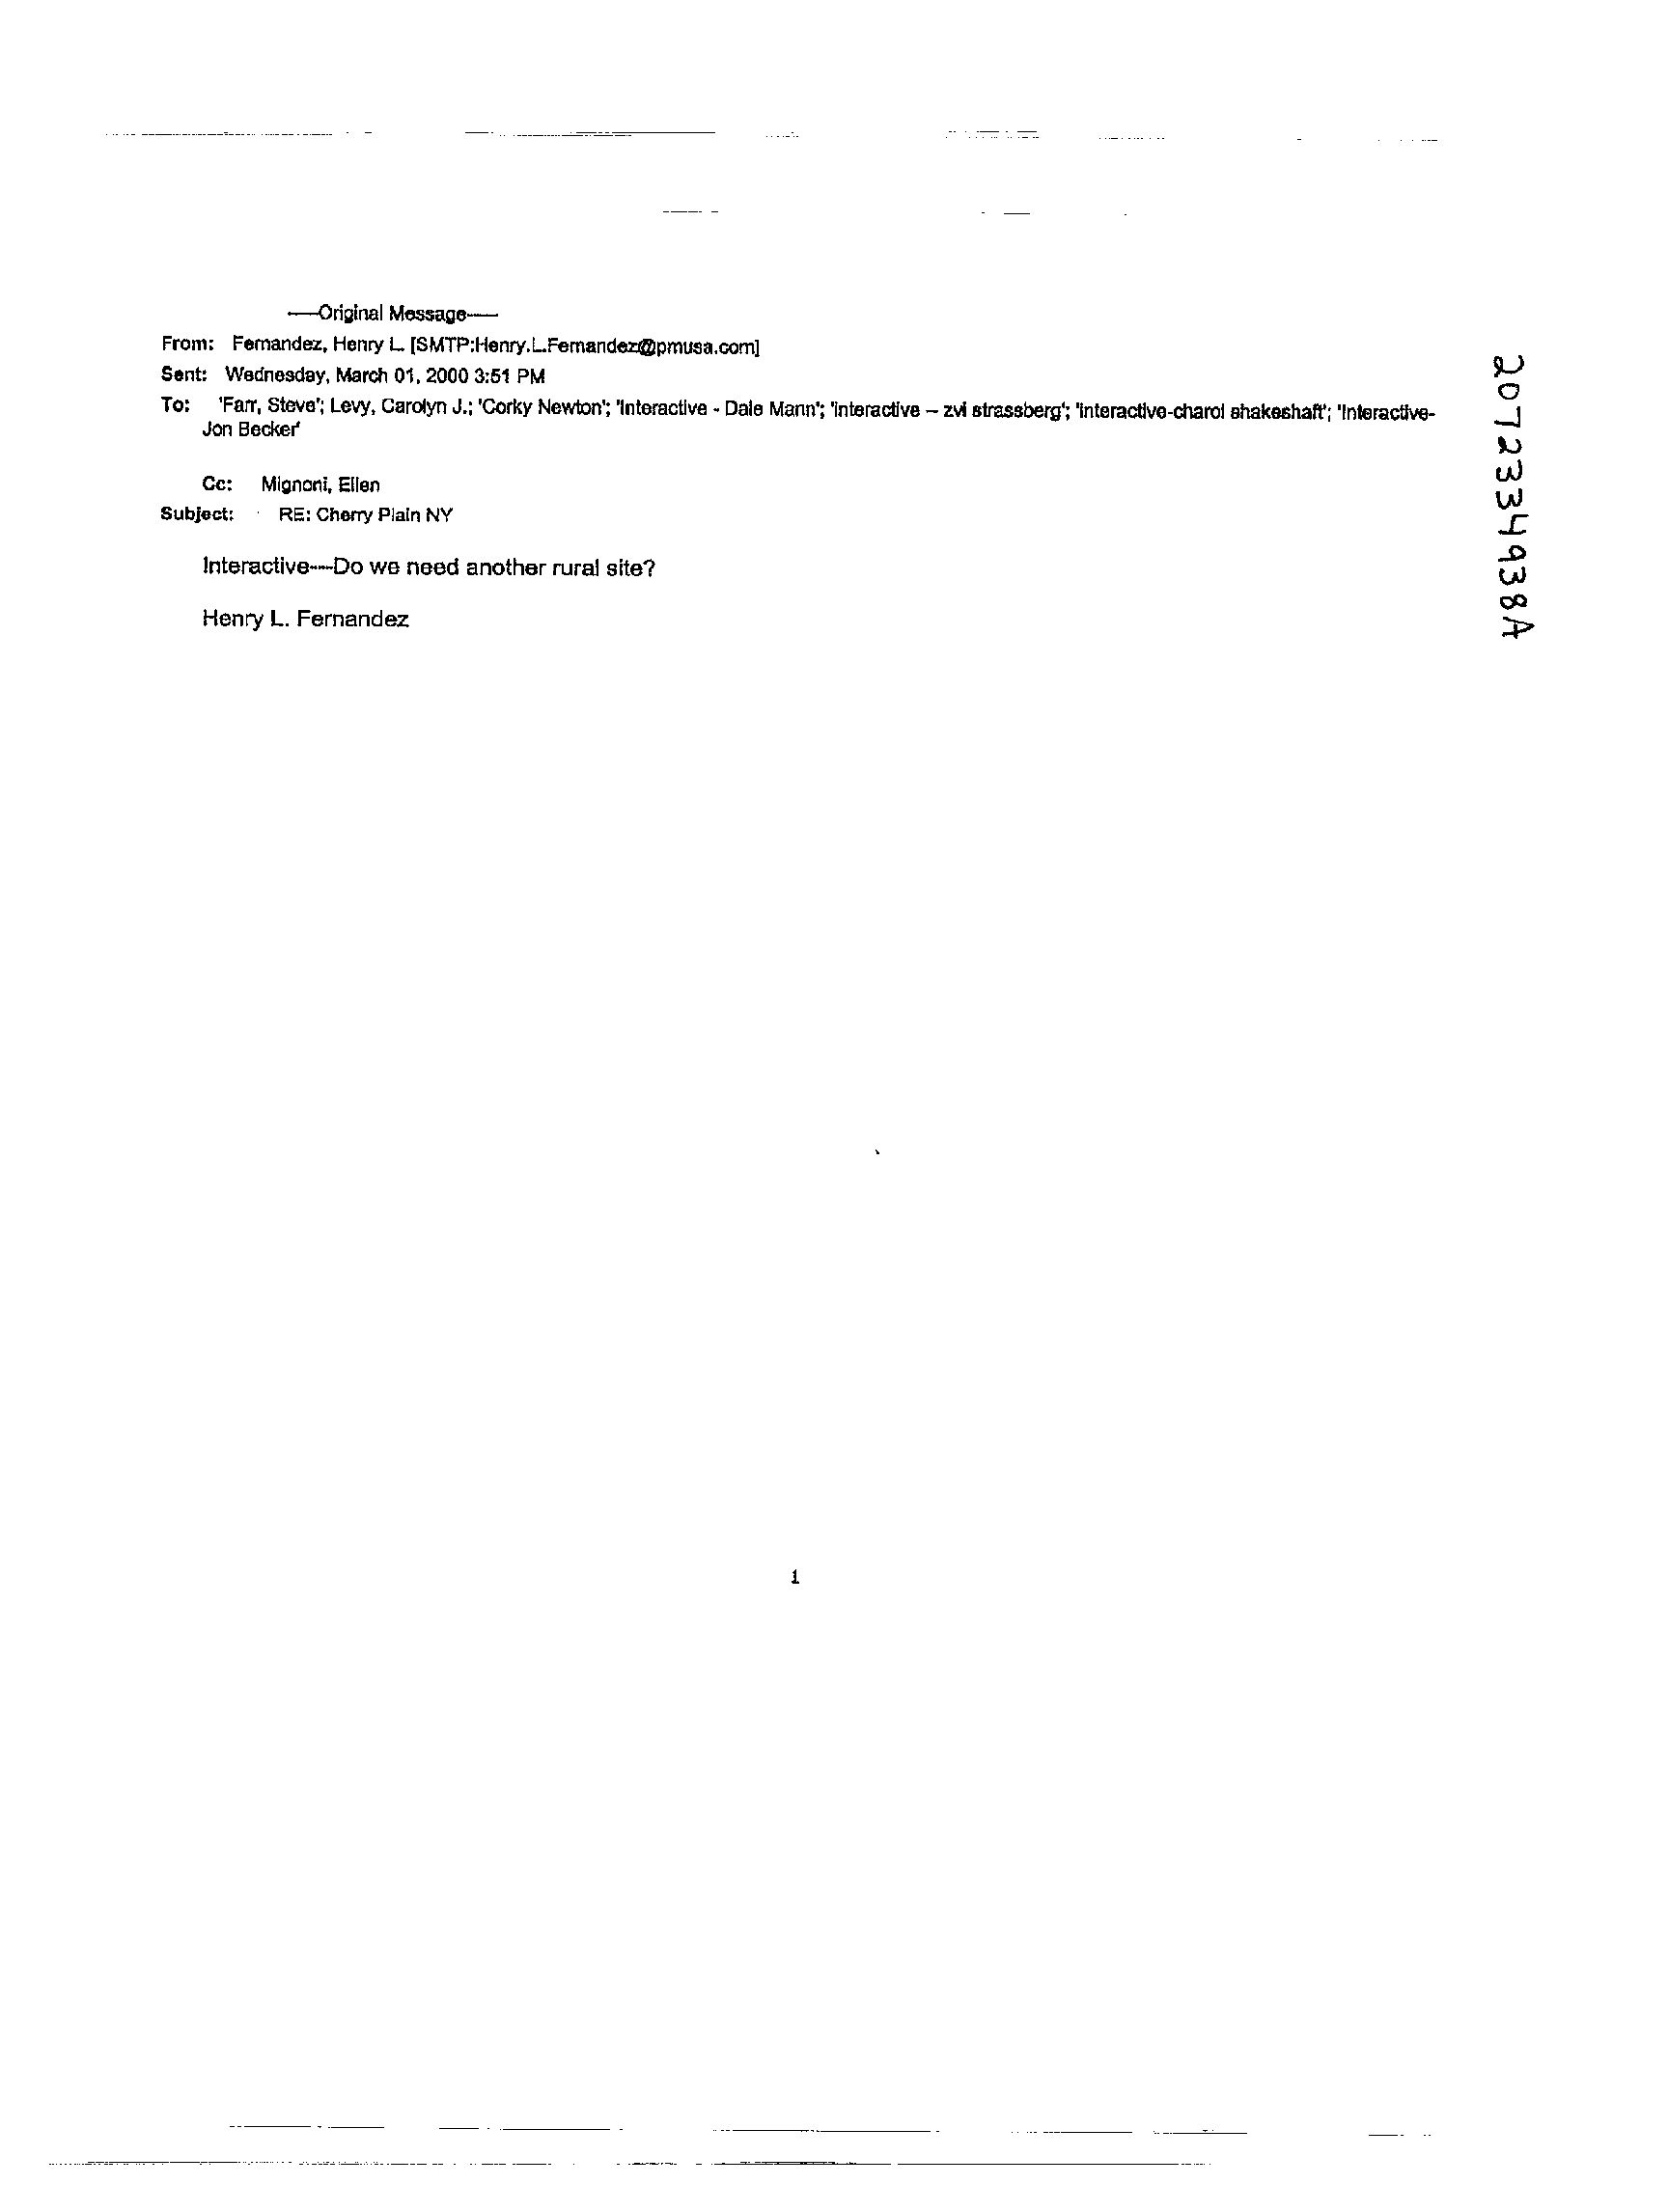 -----Original Message-----
From: Fernandez, Henry L. [SMTP:Henry.L.Fernandez@pmusa.com]
Sent: Wednesday, March 01, 2000 3:51 PM
To: 'Farr, Steve'; Levy, Carolyn J.; 'Corky Newton'; 'Interactive - Dale Mann'; 'interactive -- zvi strassberg'; 'interactive-charol shakeshaft'; 'Interactive-
Jon Becker'
Cc: Mignoni, Ellen
Subject: RE: Cherry Plain NY
Interactive----Do we need another rural site?
Henry L. Fernandez
1
2072334938A